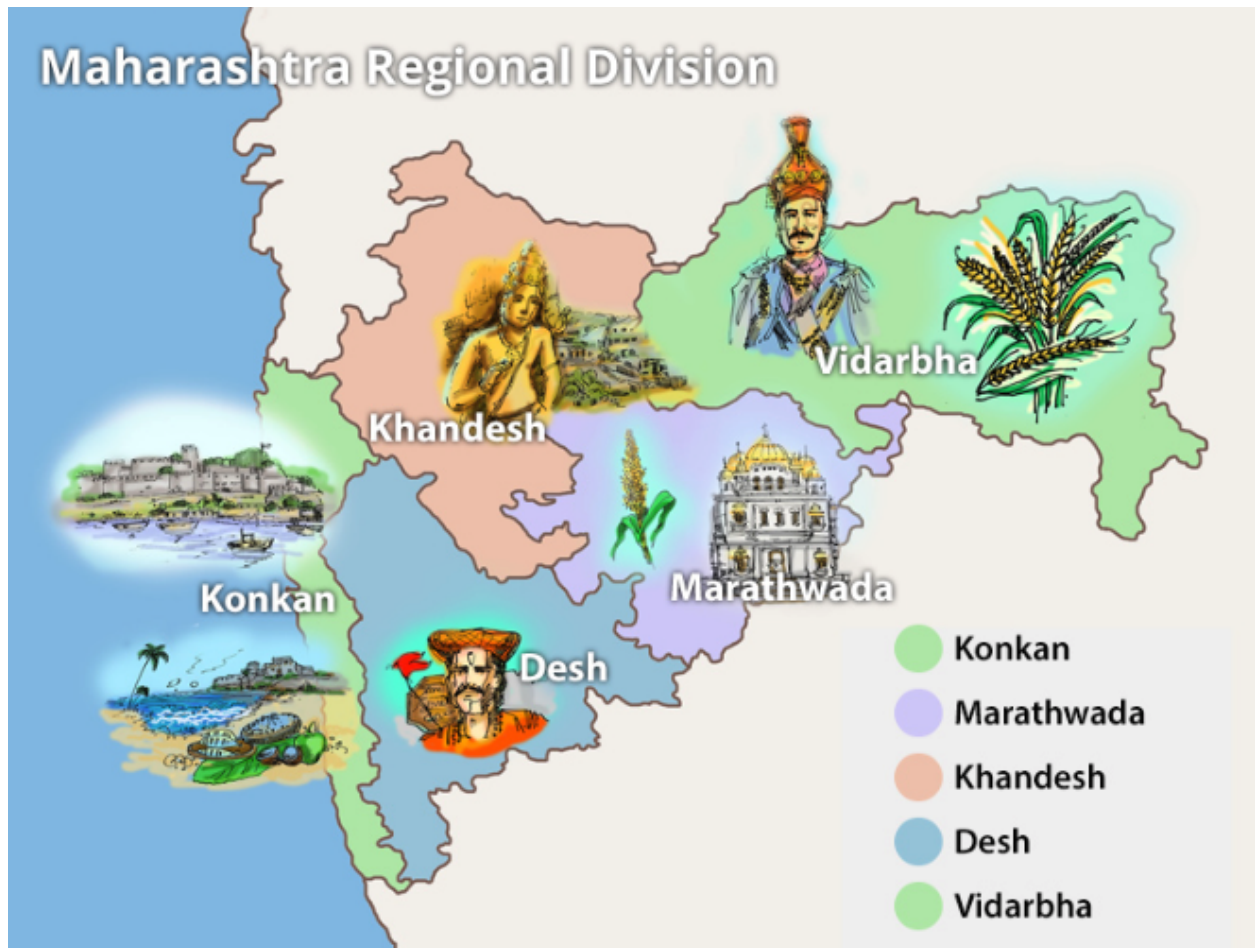 Maharashtra Regional Division
Vidarbha
Khandesh
Marathwada
Konkan
Desh
Konkan
Marathwada
Khandesh
Desh
Vidarbha